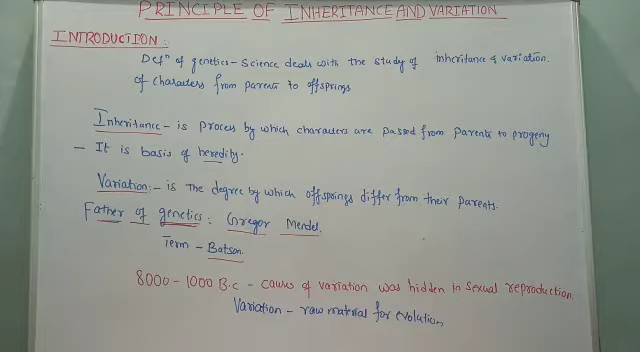 PRINCIPLE OF INHERITANCE AND VARIATION
INTRODUCTION :
Defⁿ of genetics - Science deals with the study of inheritance & variation.
of characters from parents to offsprings
Inheritance - is process by which characters are passed from parents to progeny
- It is basis of heredity.
Variation :- is The degree by which offsprings differ from their parents.
Father of genetics : Gregor Mendel.
Term - Batson.
8000 - 1000 B.c - causes of variation was hidden in sexual reproduction.
Variation - raw material for evolution,